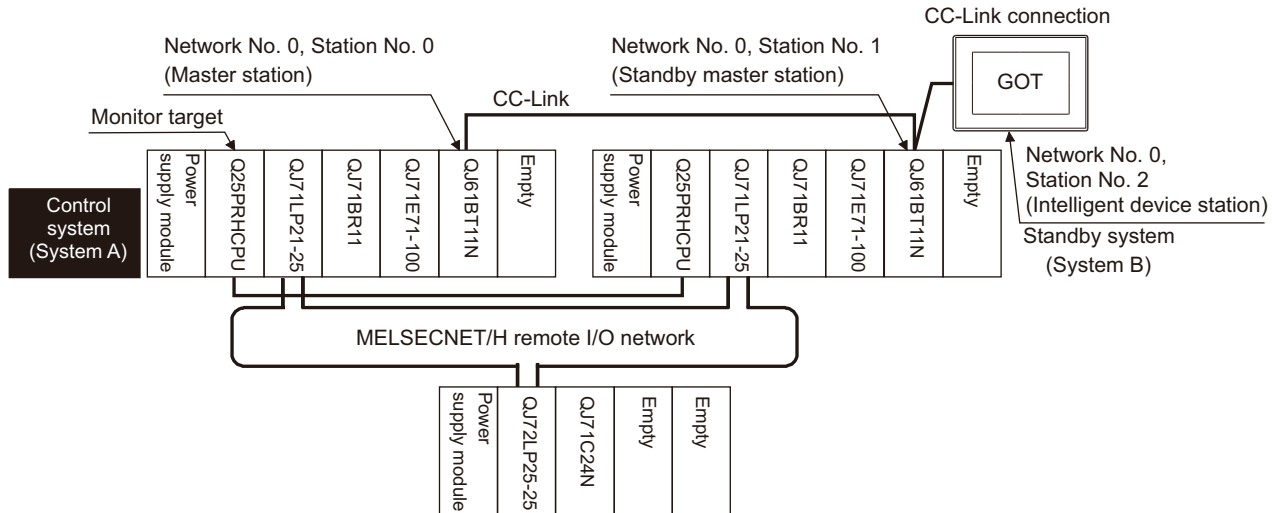 CC-Link connection
Network No. 0, Station No. 0
(Master station)
Network No. 0, Station No. 1
(Standby master station)
GOT
CC-Link
Monitor target
Control
system
(System A)
Power
supply module
Q25PRHCPU
QJ71LP21-25
QJ71BR11
QJ71E71-100
QJ61BT11N
Empty
Power
supply module
Q25PRHCPU
QJ71LP21-25
QJ71BR11
QJ71E71-100
QJ61BT11N
Empty
Network No. 0,
Station No. 2
(Intelligent device station)
Standby system
(System B)
MELSECNET/H remote I/O network
Power
supply module
QJ72LP25-25
QJ71C24N
Empty
Empty